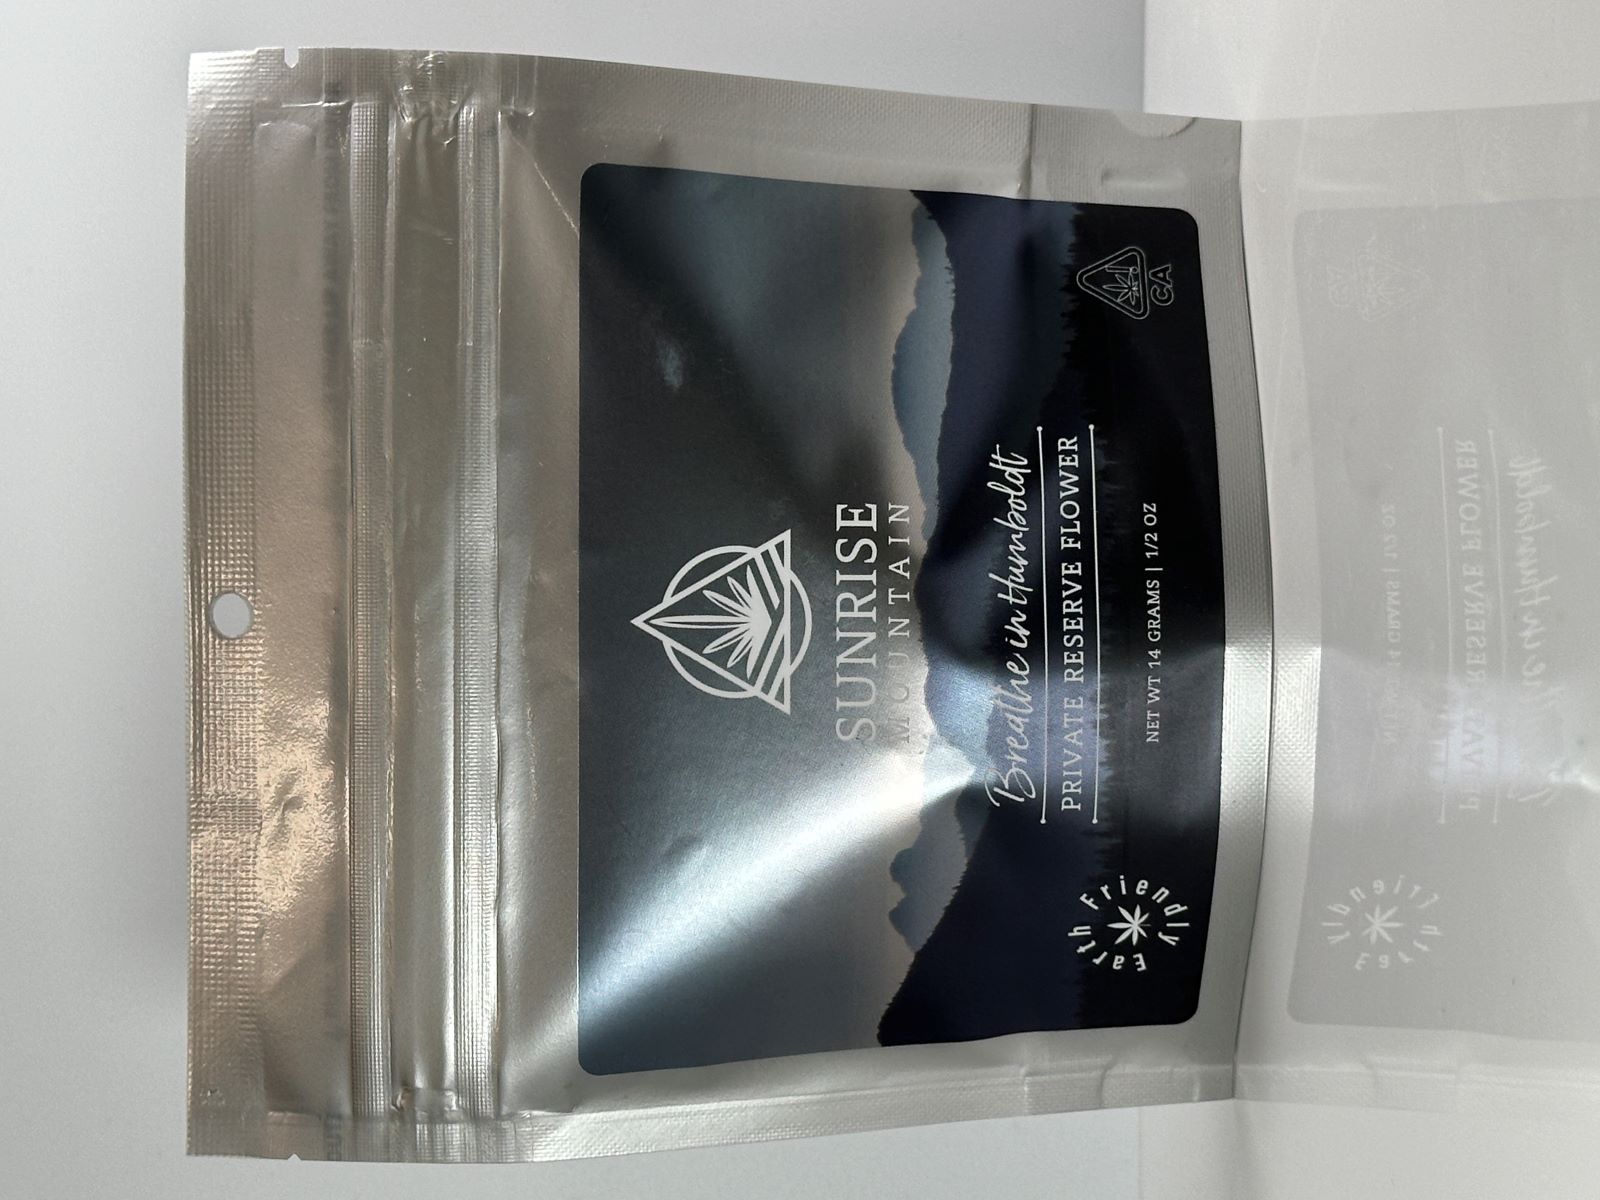 SUNRISE
MOUNTAIN
Breathe in Humboldt
PRIVATE RESERVE FLOWER
NET WT 14 GRAMS | 1/2 OZ
Earth Friendly
CA